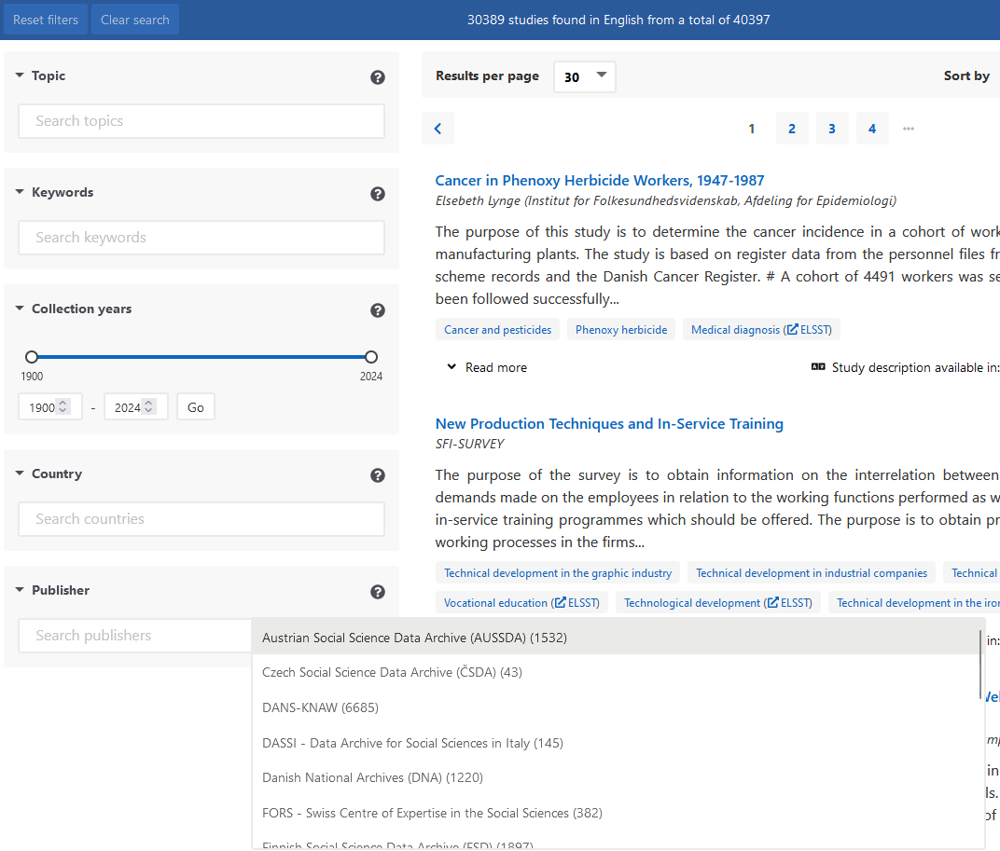 Reset filters
Clear search
30389 studies found in English from a total of 40397
Topic
Search topics
Keywords
Search keywords
Collection years
1900
2024
1900 - 2024 Go
Country
Search countries
Publisher
Search publishers
Results per page 30
Sort by
1 2 3 4 ...
Cancer in Phenoxy Herbicide Workers, 1947-1987
Elsebeth Lynge (Institut for Folkesundhedsvidenskab, Afdeling for Epidemiologi)
The purpose of this study is to determine the cancer incidence in a cohort of
manufacturing plants. The study is based on register data from the personnel files
scheme records and the Danish Cancer Register. # A cohort of 4491 workers was
been followed successfully...
Cancer and pesticides
Phenoxy herbicide
Medical diagnosis (ELSST)
Read more
Study description available in:
New Production Techniques and In-Service Training
SFI-SURVEY
The purpose of the survey is to obtain information on the interrelation between
demands made on the employees in relation to the working functions performed as
in-service training programmes which should be offered. The purpose is to obtain
working processes in the firms...
Technical development in the graphic industry
Technical development in industrial companies
Technical
Vocational education (ELSST)
Technological development (ELSST)
Technical development in the
in:
Austrian Social Science Data Archive (AUSSDA) (1532)
Czech Social Science Data Archive (ČSDA) (43)
DANS-KNAW (6685)
DASSI - Data Archive for Social Sciences in Italy (145)
Danish National Archives (DNA) (1220)
FORS - Swiss Centre of Expertise in the Social Sciences (382)
Finnish Social Science Data Archive (FSD) (1897)
in
of